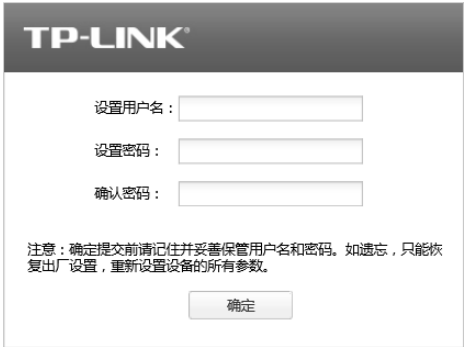 TP-LINK®
设置用户名：
设置密码：
确认密码：
注意：确定提交前请记住并妥善保管用户名和密码。如遗忘，只能恢
复出厂设置，重新设置设备的所有参数。
确定